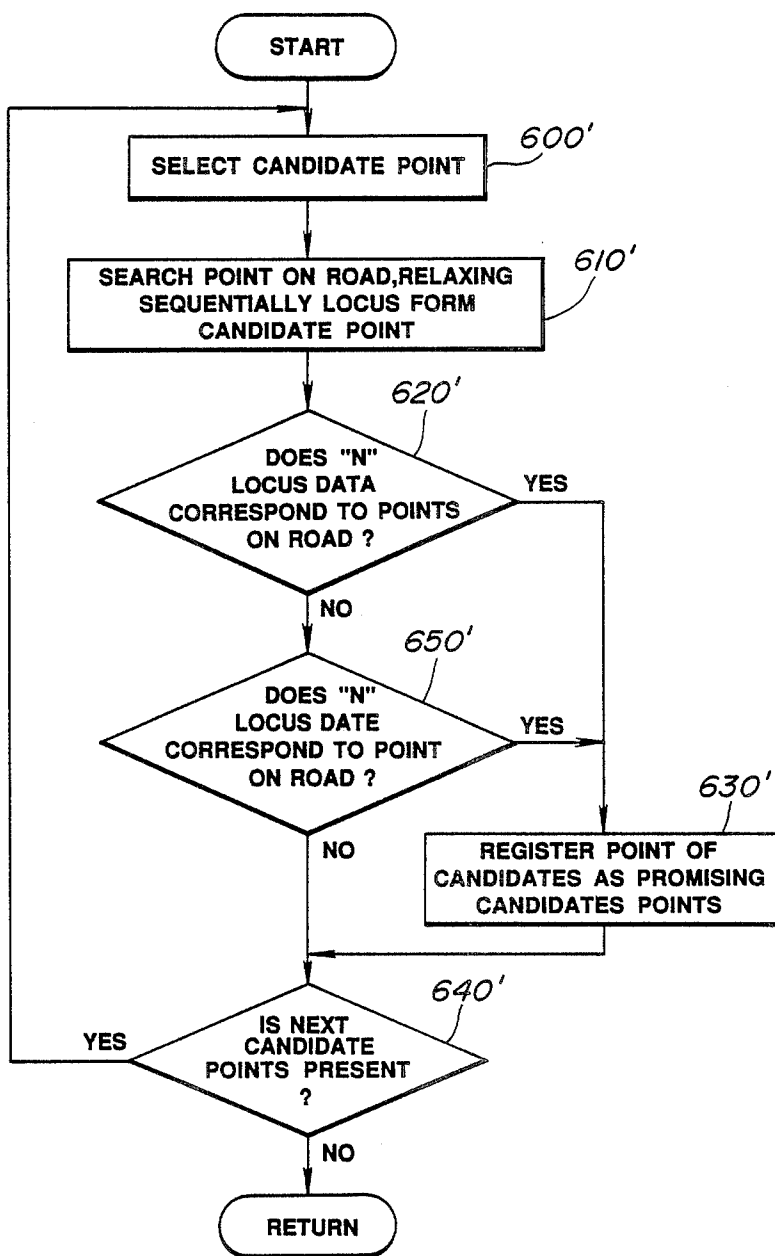 START
SELECT CANDIDATE POINT
600'
SEARCH POINT ON ROAD,RELAXING
SEQUENTIALLY LOCUS FORM
CANDIDATE POINT
610'
620'
DOES "N"
LOCUS DATA
CORRESPOND TO POINTS
ON ROAD ?
YES
NO
650'
DOES "N"
LOCUS DATE
CORRESPOND TO POINT
ON ROAD ?
YES
NO
630'
REGISTER POINT OF
CANDIDATES AS PROMISING
CANDIDATES POINTS
640'
IS NEXT
CANDIDATE
POINTS PRESENT
?
YES
NO
RETURN